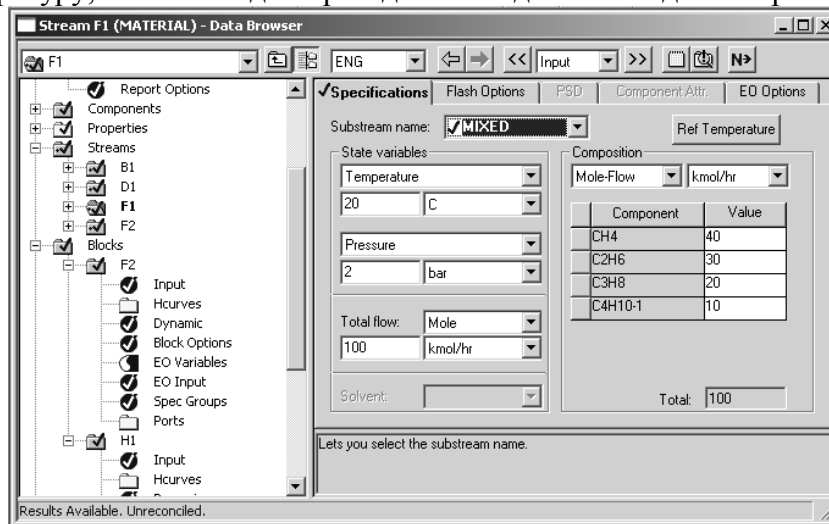 Stream F1 (MATERIAL) - Data Browser
F1
ENG
<<
Input
>>
N>
Report Options
Components
Properties
Streams
B1
D1
F1
F2
Blocks
F2
Input
Hcurves
Dynamic
Block Options
EO Variables
EO Input
Spec Groups
Ports
H1
Input
Hcurves
Specifications
Flash Options
PSD
Component Attr.
EO Options
Substream name:
MIXED
Ref Temperature
State variables
Temperature
20
C
Pressure
2
bar
Total flow:
Mole
100
kmol/hr
Solvent:
Composition
Mole-Flow
kmol/hr
Component Value
CH4 40
C2H6 30
C3H8 20
C4H10-1 10
Total: 100
Lets you select the substream name.
Results Available. Unreconciled.